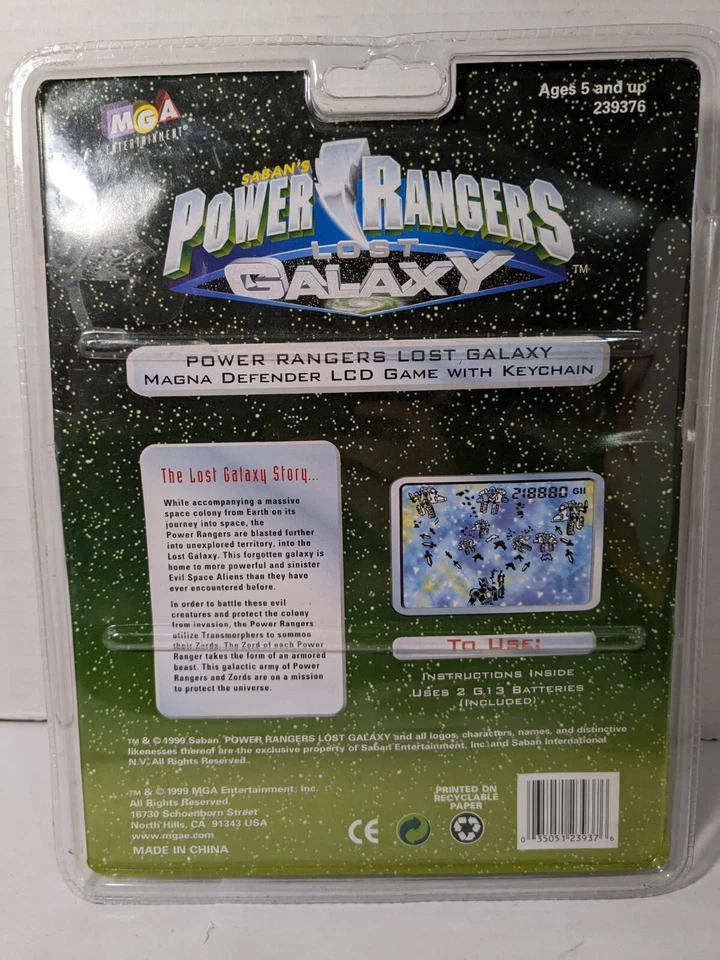 MGA
ENTERTAINMENT
Ages 5 and up
239376
SABAN'S
POWER RANGERS
LOST
GALAXY
TM
POWER RANGERS LOST GALAXY
MAGNA DEFENDER LCD GAME WITH KEYCHAIN
The Lost Galaxy Story...
While accompanying a massive
space colony from Earth on its
journey into space, the
Power Rangers are blasted further
into unexplored territory, into the
Lost Galaxy. This forgotten galaxy is
home to more powerful and sinister
Evil Space Aliens than they have
ever encountered before.
In order to battle these evil
creatures and protect the colony
from invasion, the Power Rangers
utilize Transmorphers to summon
their Zords. The Zord of each Power
Ranger takes the form of an armored
beast. This galactic army of Power
Rangers and Zords are on a mission
to protect the universe.
218880 GII
TO USE:
INSTRUCTIONS INSIDE
USES 2 G13 BATTERIES
(INCLUDED)
TM & © 1999 Saban. POWER RANGERS LOST GALAXY and all logos, characters, names, and distinctive
likenesses thereof are the exclusive property of Saban Entertainment, Inc. and Saban International
N.V. All Rights Reserved.
TM & © 1999 MGA Entertainment, Inc.
All Rights Reserved.
16730 Schoenborn Street
North Hills, CA 91343 USA
www.mgae.com
MADE IN CHINA
CE
PRINTED ON
RECYCLABLE
PAPER
0 35051 23937 6